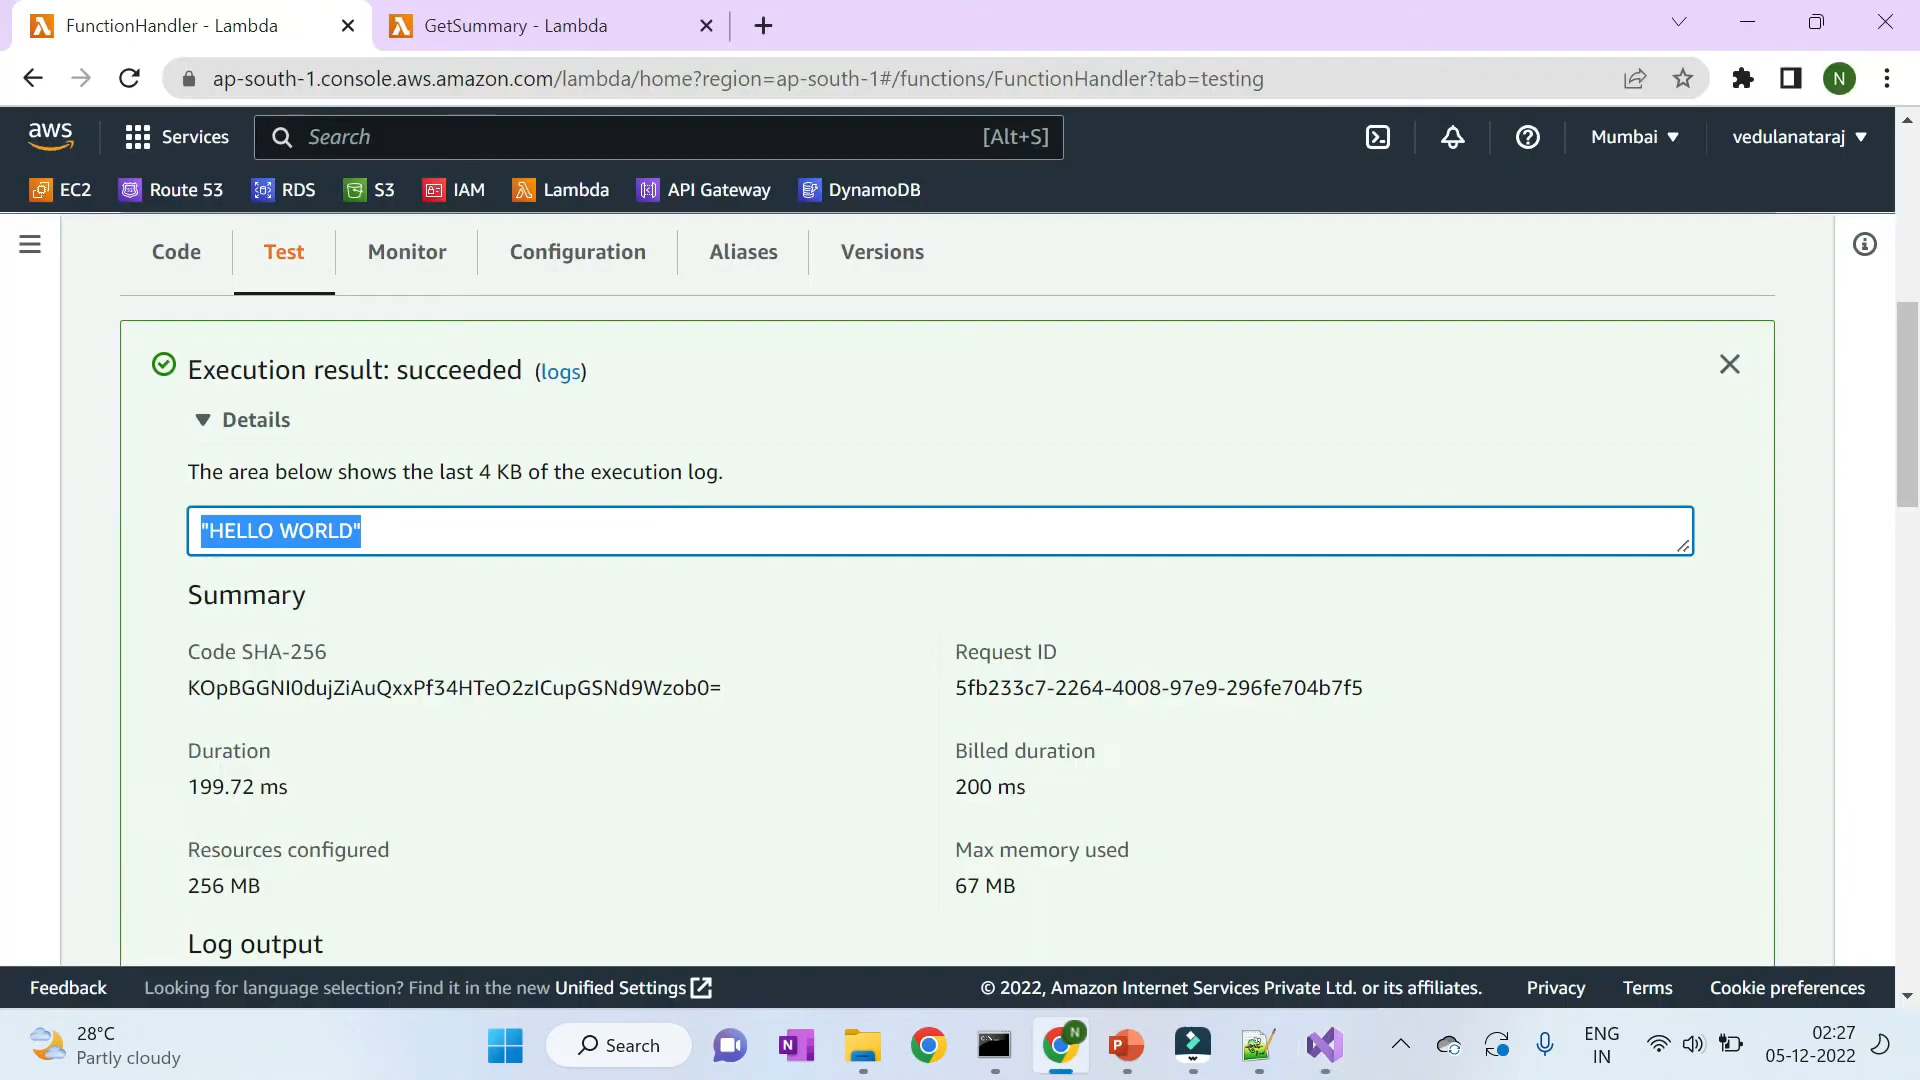 FunctionHandler - Lambda
GetSummary - Lambda
ap-south-1.console.aws.amazon.com/lambda/home?region=ap-south-1#/functions/FunctionHandler?tab=testing
N
aws
Services
Search
[Alt+S]
Mumbai
vedulanataraj
EC2
Route 53
RDS
S3
IAM
Lambda
API Gateway
DynamoDB
Code
Test
Monitor
Configuration
Aliases
Versions
Execution result: succeeded (logs)
Details
The area below shows the last 4 KB of the execution log.
"HELLO WORLD"
Summary
Code SHA-256
KOpBGGNI0dujZiAuQxxPf34HTeO2zICupGSNd9Wzob0=
Request ID
5fb233c7-2264-4008-97e9-296fe704b7f5
Duration
199.72 ms
Billed duration
200 ms
Resources configured
256 MB
Max memory used
67 MB
Log output
Feedback
Looking for language selection? Find it in the new Unified Settings
© 2022, Amazon Internet Services Private Ltd. or its affiliates.
Privacy
Terms
Cookie preferences
28°C
Partly cloudy
Search
N
N
P
ENG
IN
02:27
05-12-2022